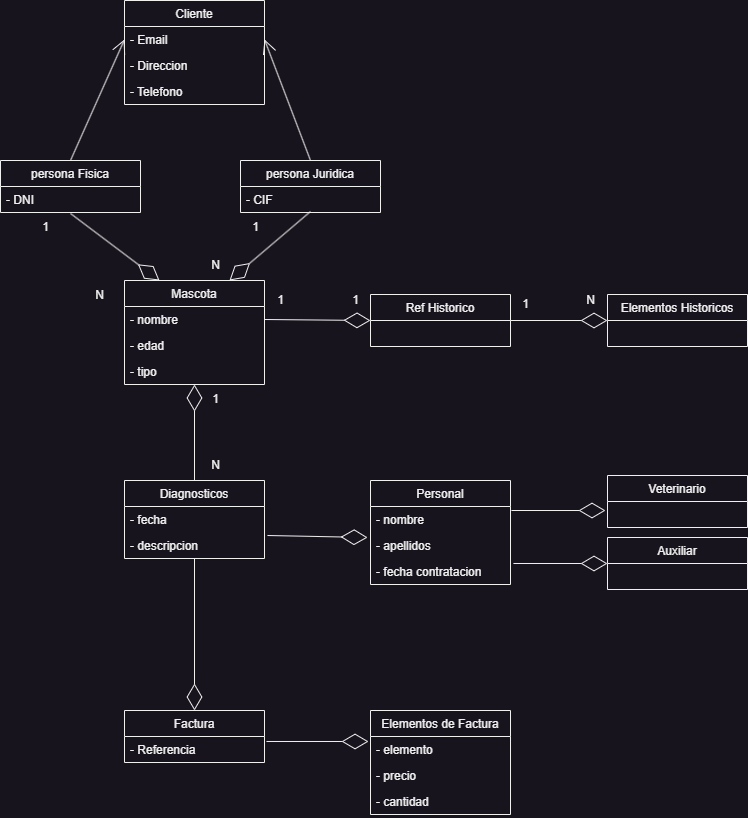 Cliente
- Email
- Direccion
- Telefono
persona Fisica
- DNI
persona Juridica
- CIF
1
1
N
N
Mascota
- nombre
- edad
- tipo
1
1
Ref Historico
1
N
Elementos Historicos
1
N
Diagnosticos
- fecha
- descripcion
Personal
- nombre
- apellidos
- fecha contratacion
Veterinario
Auxiliar
Factura
- Referencia
Elementos de Factura
- elemento
- precio
- cantidad